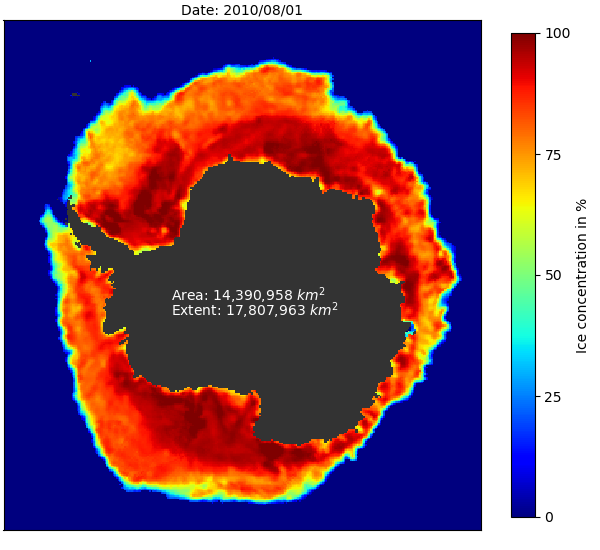 Date: 2010/08/01
Area: 14,390,958 km²
Extent: 17,807,963 km²
100
75
50
25
0
Ice concentration in %